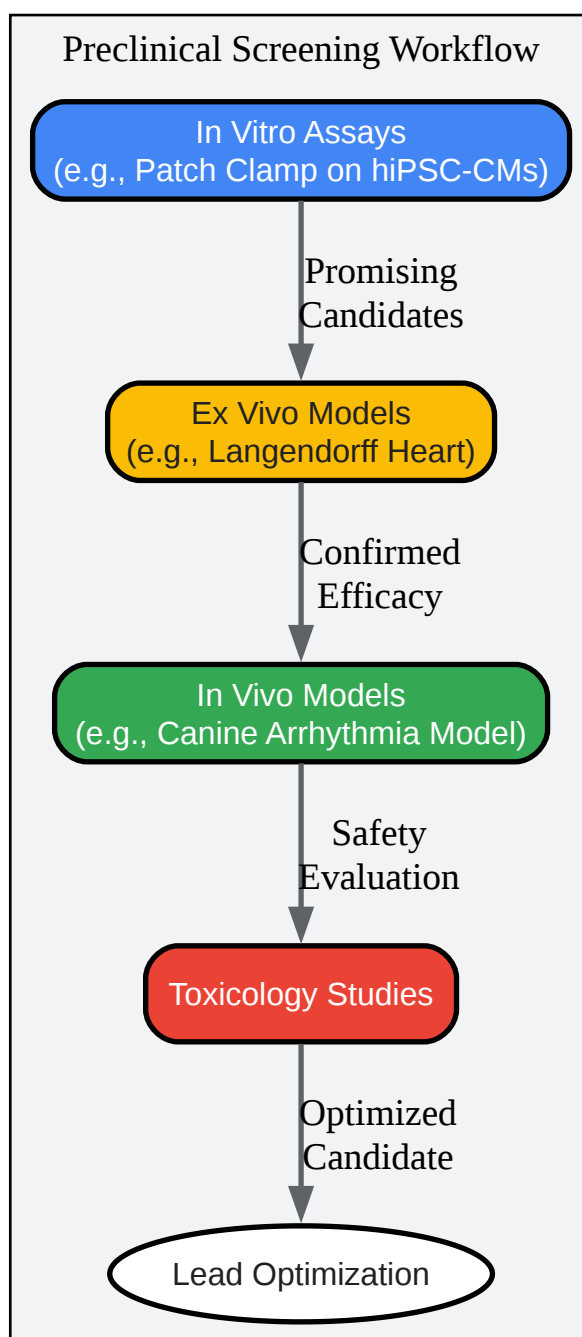 Preclinical Screening Workflow
In Vitro Assays
(e.g., Patch Clamp on hiPSC-CMs)
Promising
Candidates
Ex Vivo Models
(e.g., Langendorff Heart)
Confirmed
Efficacy
In Vivo Models
(e.g., Canine Arrhythmia Model)
Safety
Evaluation
Toxicology Studies
Optimized
Candidate
Lead Optimization